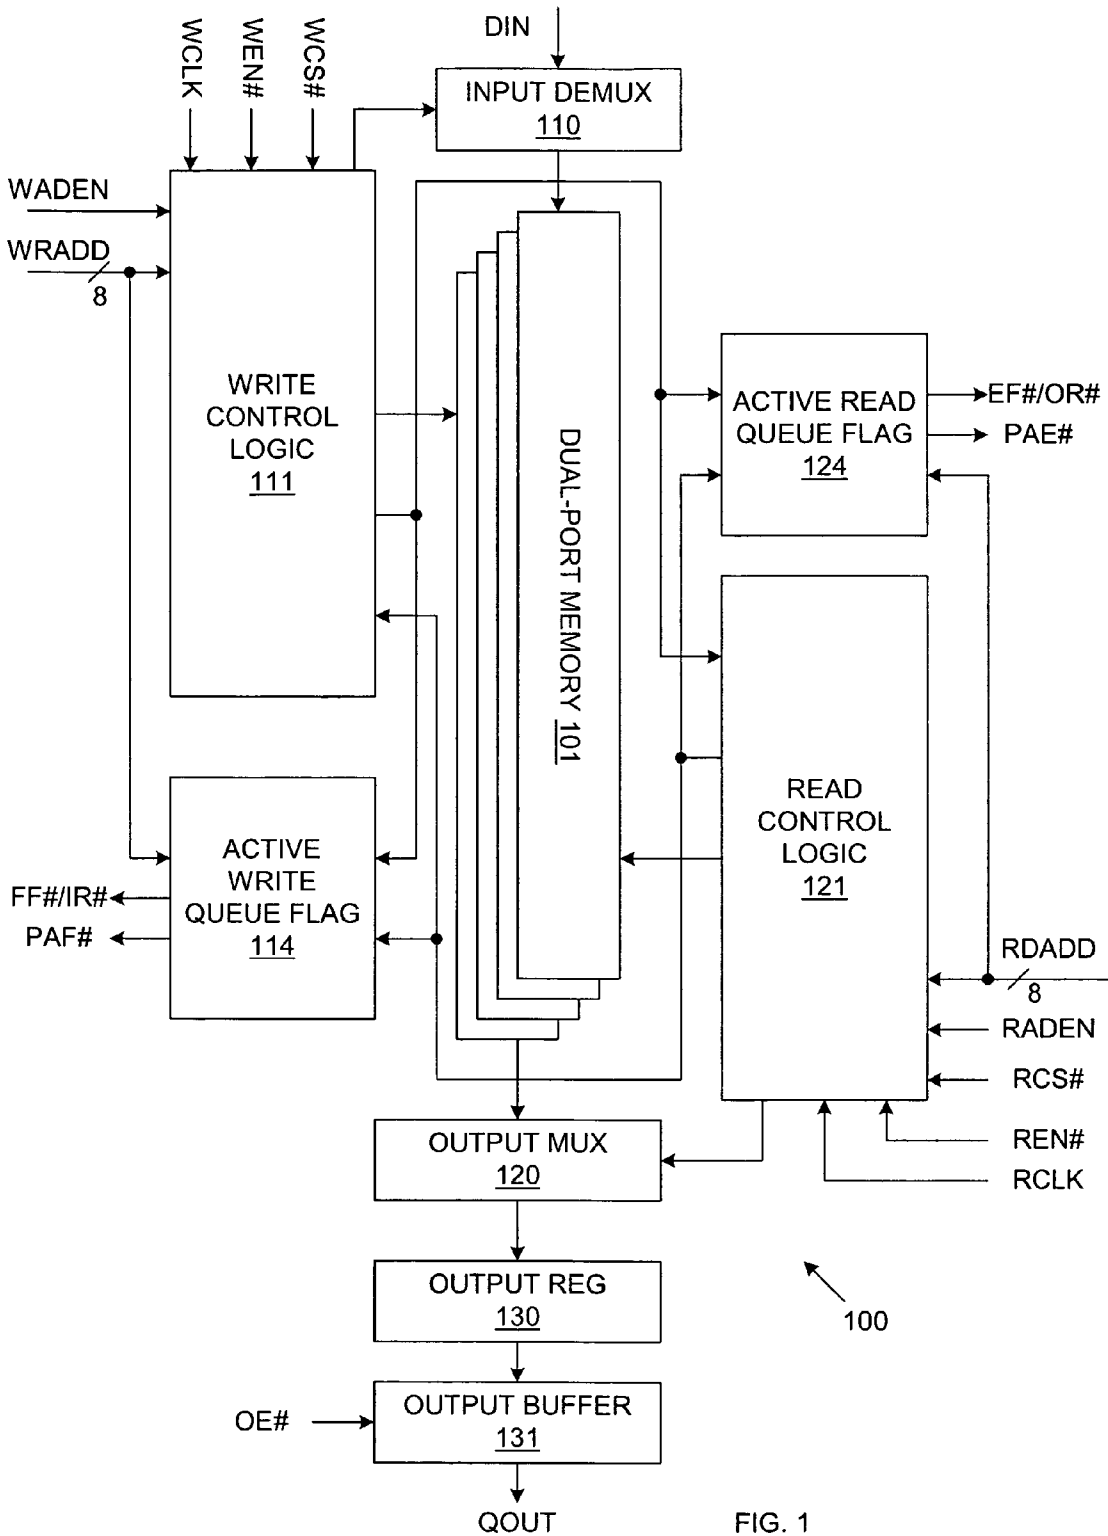 DIN
WCLK
WEN#
WCS#
INPUT DEMUX
110
WADEN
WRADD
8
WRITE
CONTROL
LOGIC
111
DUAL-PORT MEMORY 101
ACTIVE READ
QUEUE FLAG
124
EF#/OR#
PAE#
READ
CONTROL
LOGIC
121
ACTIVE
WRITE
QUEUE FLAG
114
FF#/IR#
PAF#
RDADD
8
RADEN
RCS#
REN#
RCLK
OUTPUT MUX
120
OUTPUT REG
130
100
OUTPUT BUFFER
131
OE#
QOUT
FIG. 1